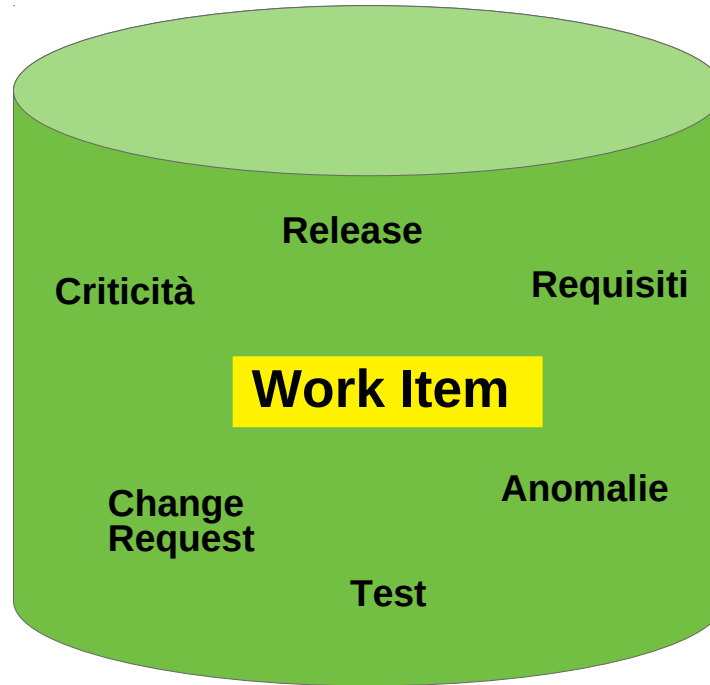 Release
Criticità
Requisiti
Work Item
Anomalie
Change
Request
Test